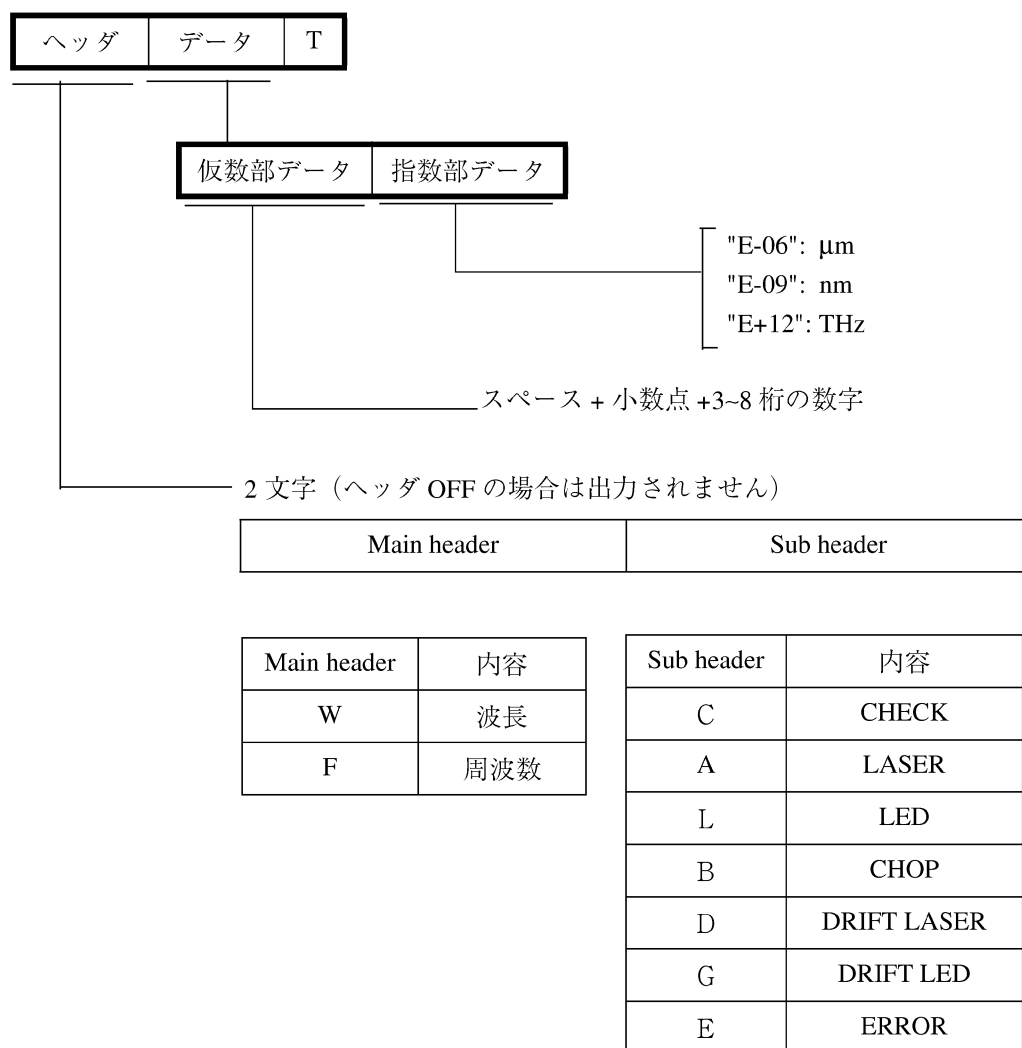 ヘッダ データ T
仮数部データ 指数部データ
"E-06": μm
"E-09": nm
"E+12": THz
スペース + 小数点 +3~8 桁の数字
2 文字（ヘッダ OFF の場合は出力されません）
Main header Sub header
Main header 内容
W 波長
F 周波数
Sub header 内容
C CHECK
A LASER
L LED
B CHOP
D DRIFT LASER
G DRIFT LED
E ERROR